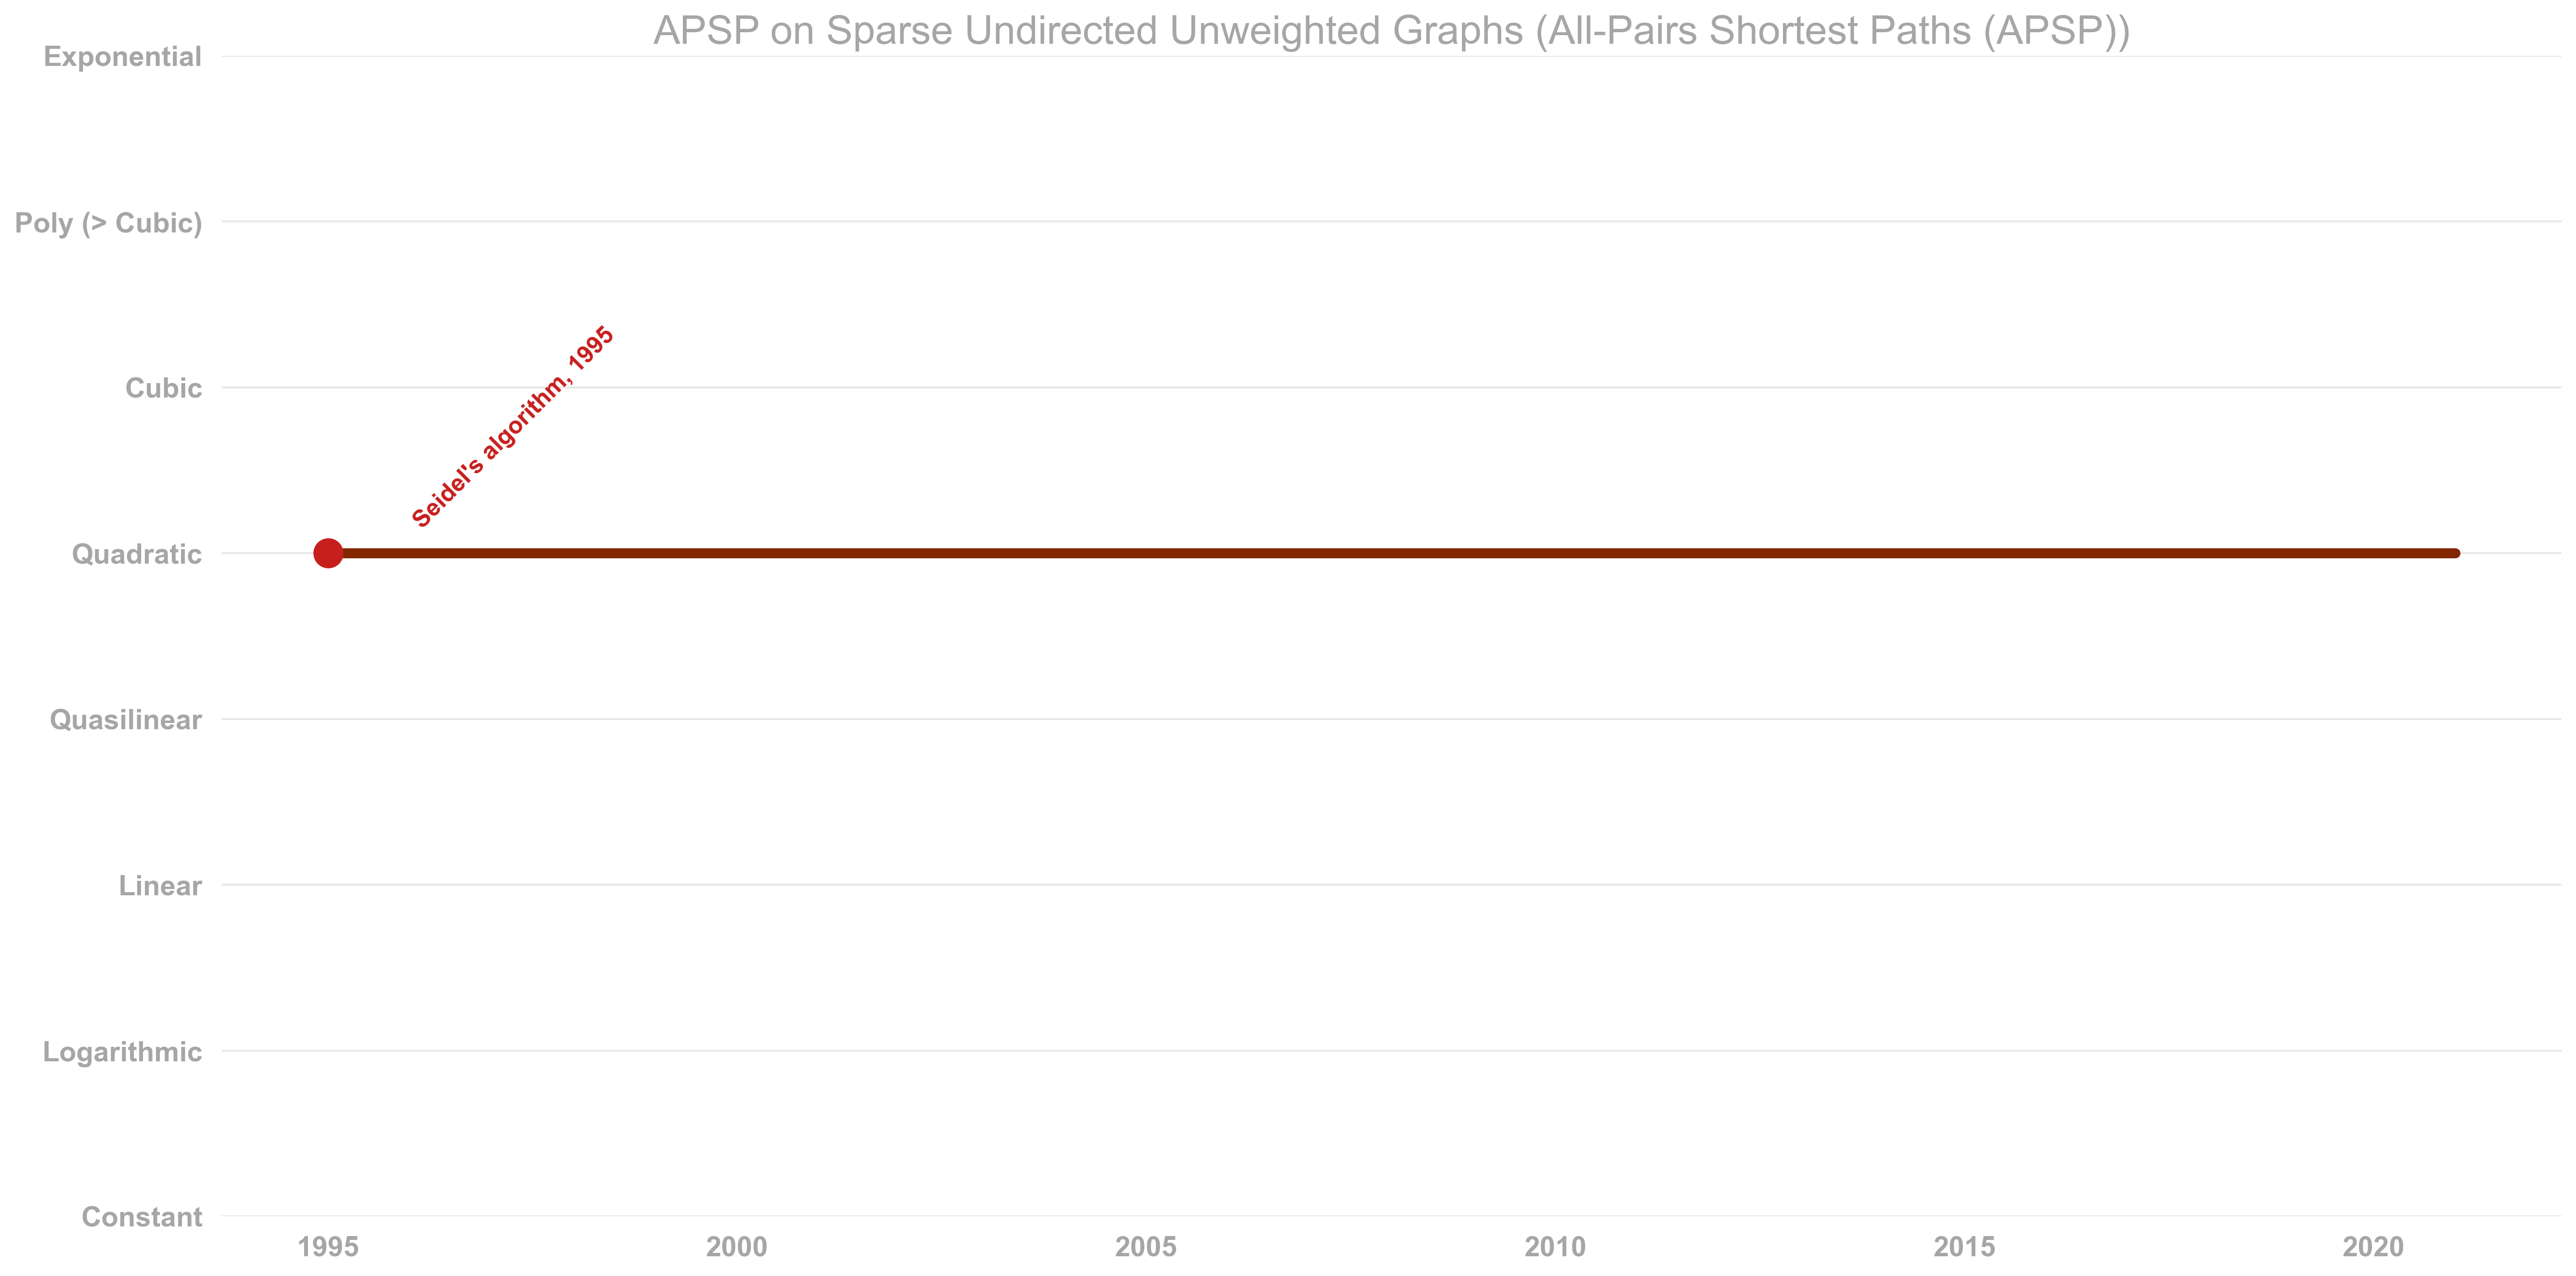 APSP on Sparse Undirected Unweighted Graphs (All-Pairs Shortest Paths (APSP))
Exponential
Poly (> Cubic)
Cubic
Seidel's algorithm, 1995
Quadratic
Quasilinear
Linear
Logarithmic
Constant
1995 2000 2005 2010 2015 2020